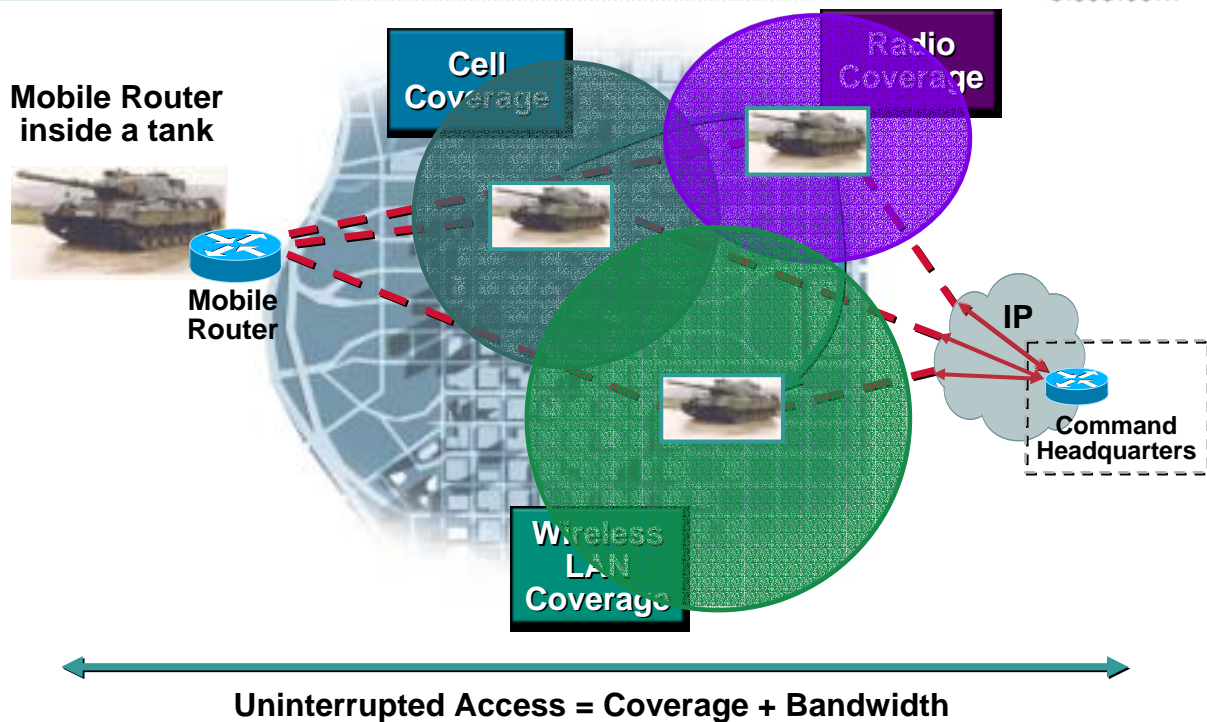 Cell
Coverage
Radio
Coverage
Mobile Router
inside a tank
Mobile
Router
IP
Command
Headquarters
Wireless
LAN
Coverage
Uninterrupted Access = Coverage + Bandwidth